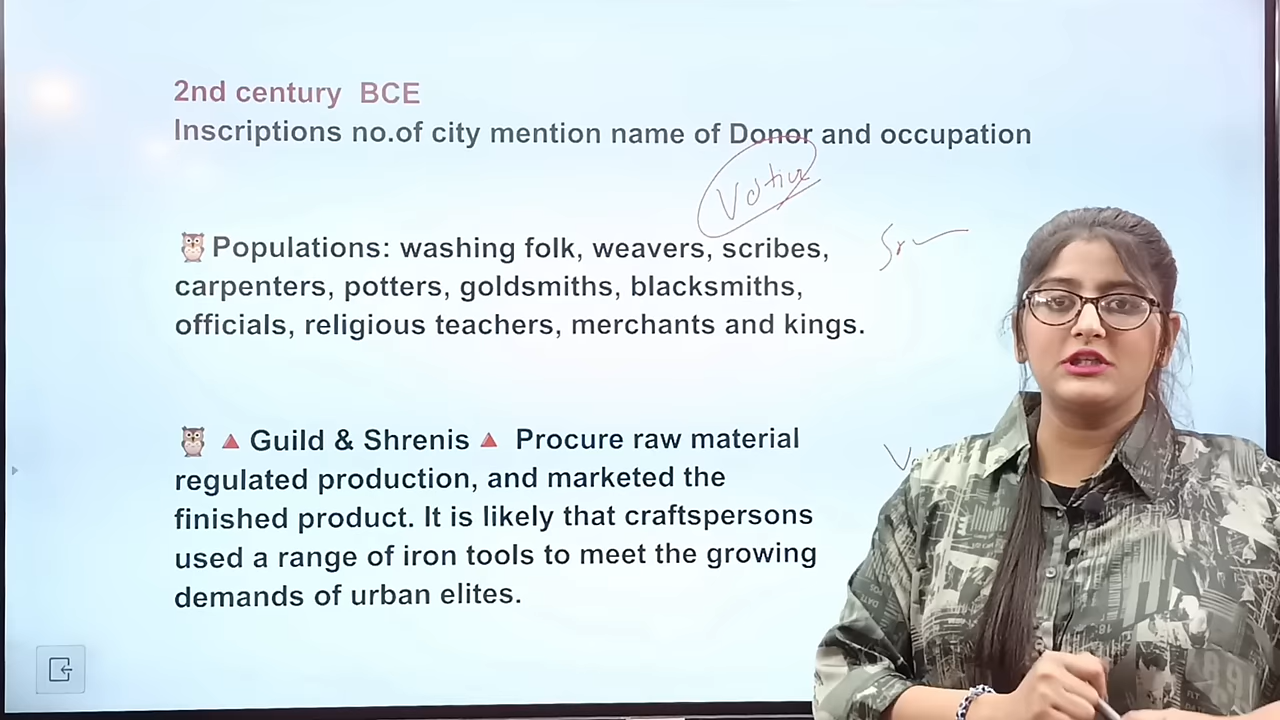 2nd century BCE
Inscriptions no.of city mention name of Donor and occupation
Votive
🦉Populations: washing folk, weavers, scribes,
carpenters, potters, goldsmiths, blacksmiths,
officials, religious teachers, merchants and kings.
🦉 🔺Guild & Shrenis🔺 Procure raw material
regulated production, and marketed the
finished product. It is likely that craftspersons
used a range of iron tools to meet the growing
demands of urban elites.